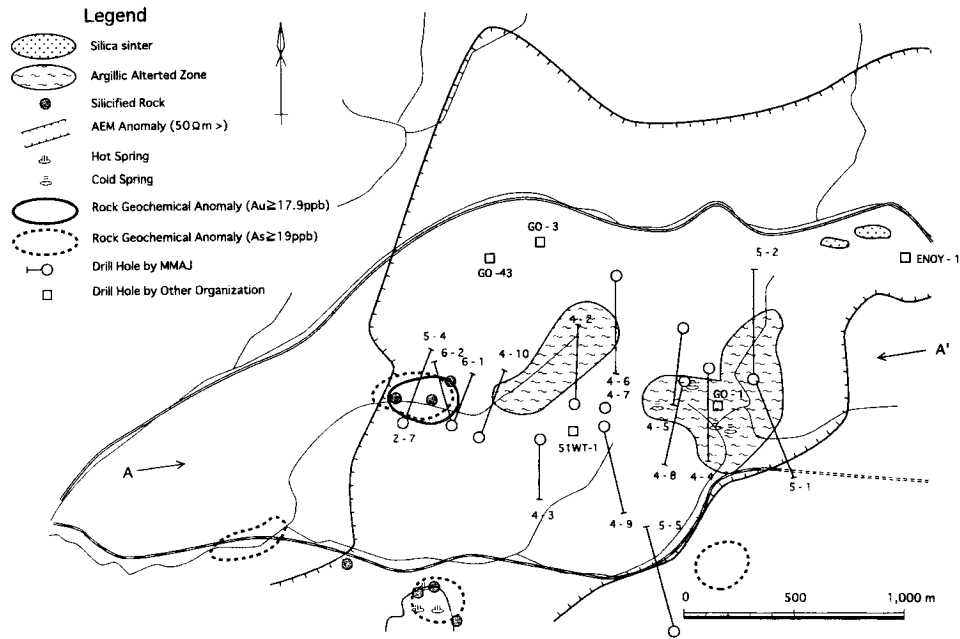 Legend
Silica sinter
Argillic Alterted Zone
Silicified Rock
AEM Anomaly (50Ωm >)
Hot Spring
Cold Spring
Rock Geochemical Anomaly (Au≧17.9ppb)
Rock Geochemical Anomaly (As≧19ppb)
Drill Hole by MMAJ
Drill Hole by Other Organization
GO - 3
GO - 43
5 - 2
ENOY - 1
4 - 2
5 - 4
6 - 2
6 - 1
4 - 10
A'
4 - 6
4 - 7
GO - 1
4 - 5
2 - 7
51WT-1
A
4 - 8
4 - 4
5 - 1
4 - 3
4 - 9
5 - 5
0 500 1,000 m